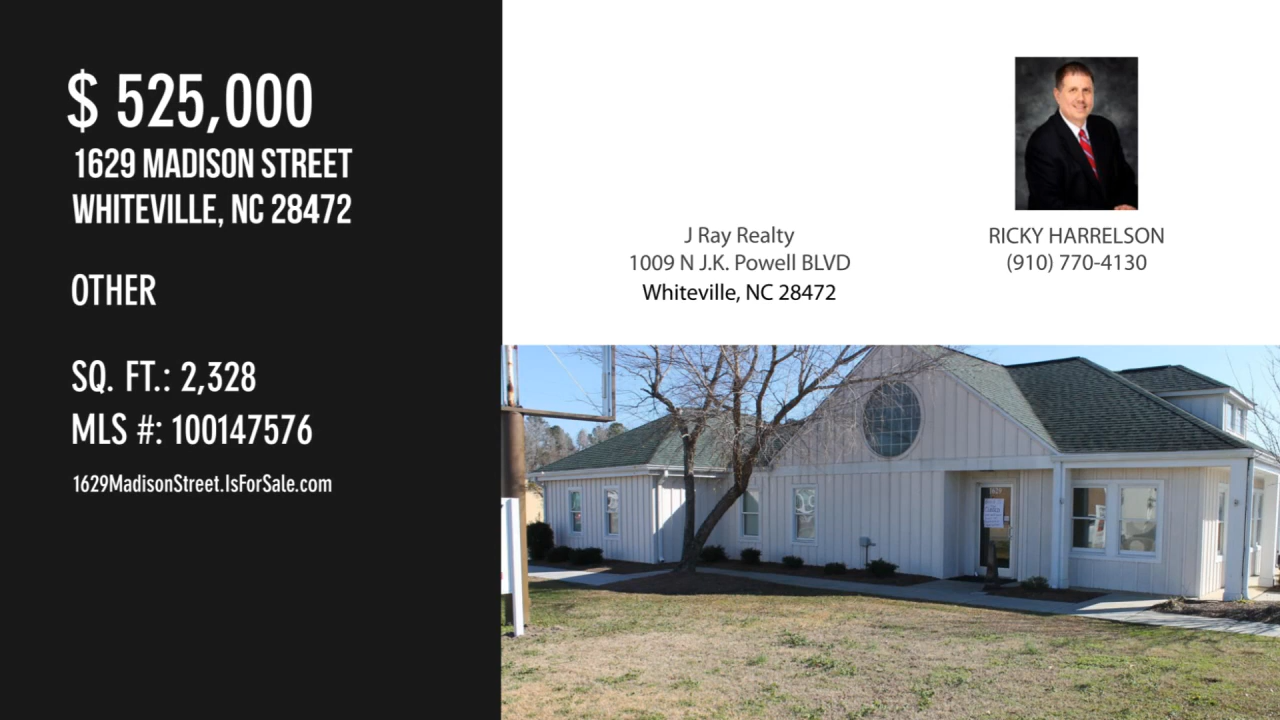 $ 525,000
1629 MADISON STREET
WHITEVILLE, NC 28472
OTHER
SQ. FT.: 2,328
MLS #: 100147576
1629MadisonStreet.IsForSale.com
J Ray Realty
1009 N J.K. Powell BLVD
Whiteville, NC 28472
RICKY HARRELSON
(910) 770-4130
1629